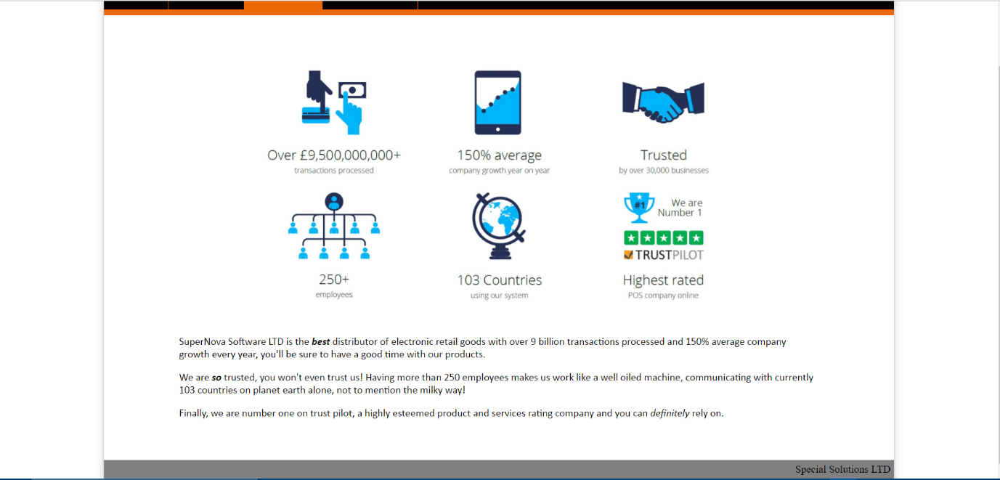 Over £9,500,000,000+
transactions processed
150% average
company growth year on year
Trusted
by over 30,000 businesses
250+
employees
103 Countries
using our system
#1
We are
Number 1
TRUSTPILOT
Highest rated
POS company online
SuperNova Software LTD is the best distributor of electronic retail goods with over 9 billion transactions processed and 150% average company
growth every year, you'll be sure to have a good time with our products.
We are so trusted, you won't even trust us! Having more than 250 employees makes us work like a well oiled machine, communicating with currently
103 countries on planet earth alone, not to mention the milky way!
Finally, we are number one on trust pilot, a highly esteemed product and services rating company and you can definitely rely on.
Special Solutions LTD